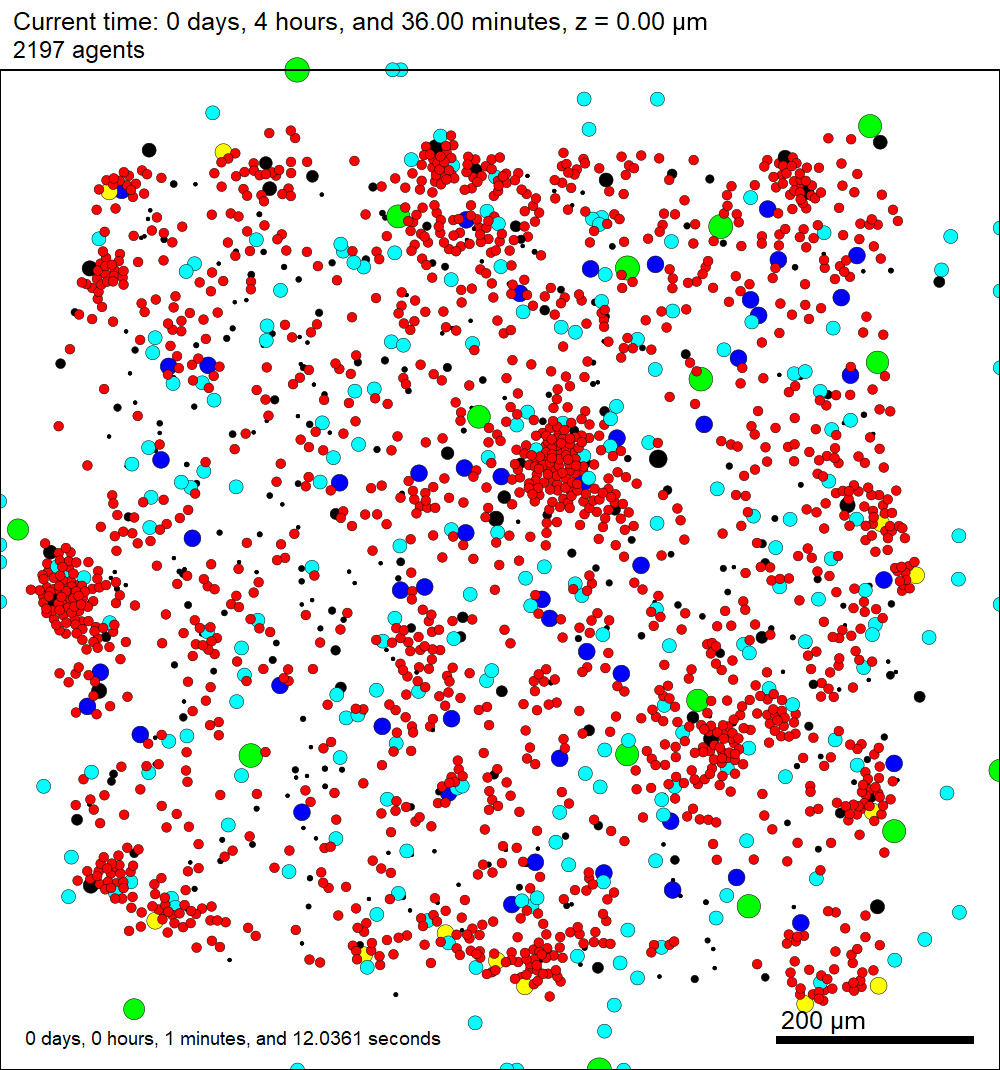 Current time: 0 days, 4 hours, and 36.00 minutes, z = 0.00 µm
2197 agents
200 µm
0 days, 0 hours, 1 minutes, and 12.0361 seconds